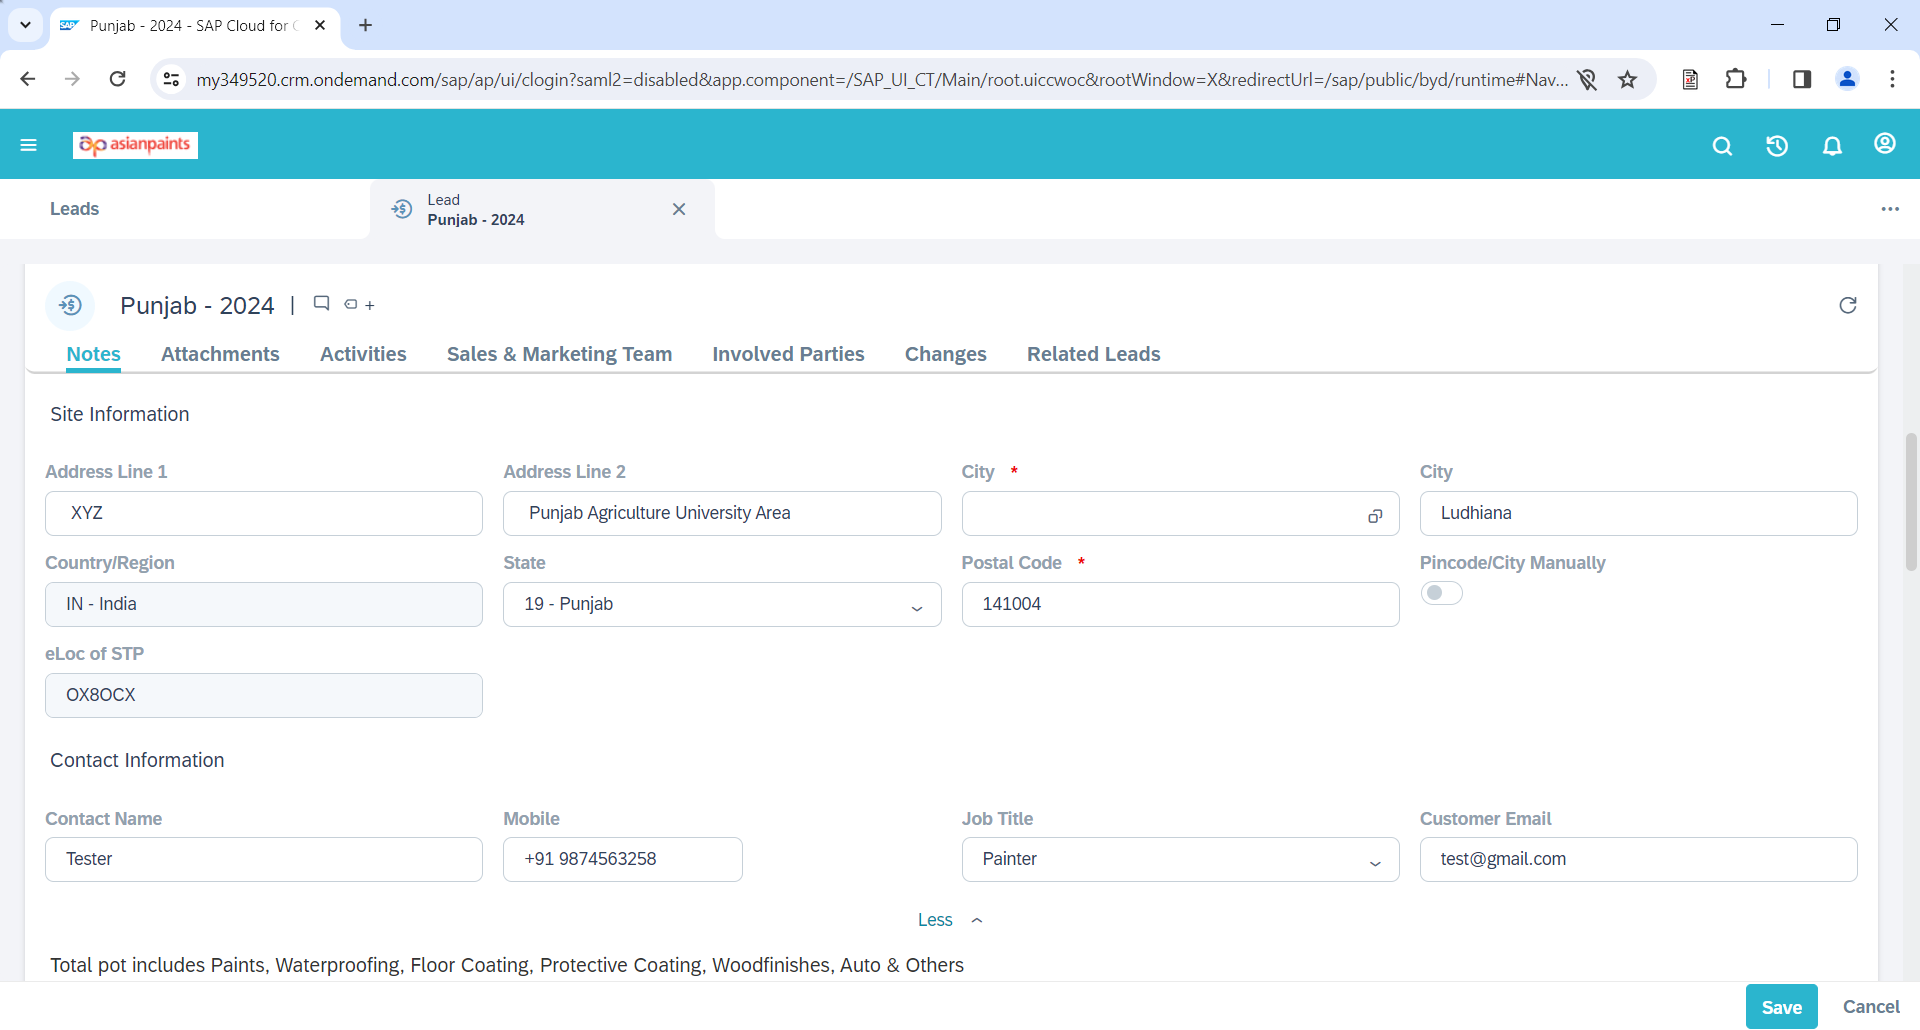 Punjab - 2024 - SAP Cloud for
my349520.crm.ondemand.com/sap/ap/ui/clogin?saml2=disabled&app.component=/SAP_UI_CT/Main/root.uiccwoc&rootWindow=X&redirectUrl=/sap/public/byd/runtime#Nav...
asianpaints
Leads
Lead
Punjab - 2024
Punjab - 2024 |
Notes Attachments Activities Sales & Marketing Team Involved Parties Changes Related Leads
Site Information
Address Line 1 Address Line 2 City * City
XYZ Punjab Agriculture University Area Ludhiana
Country/Region State Postal Code * Pincode/City Manually
IN - India 19 - Punjab 141004
eLoc of STP
OX8OCX
Contact Information
Contact Name Mobile Job Title Customer Email
Tester +91 9874563258 Painter test@gmail.com
Less
Total pot includes Paints, Waterproofing, Floor Coating, Protective Coating, Woodfinishes, Auto & Others
Save Cancel